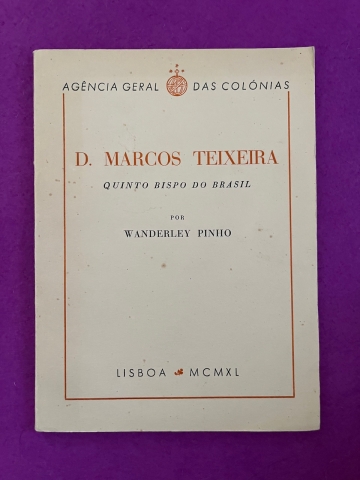 AGÊNCIA GERAL DAS COLÓNIAS
D. MARCOS TEIXEIRA
QUINTO BISPO DO BRASIL
POR
WANDERLEY PINHO
LISBOA MCMXL